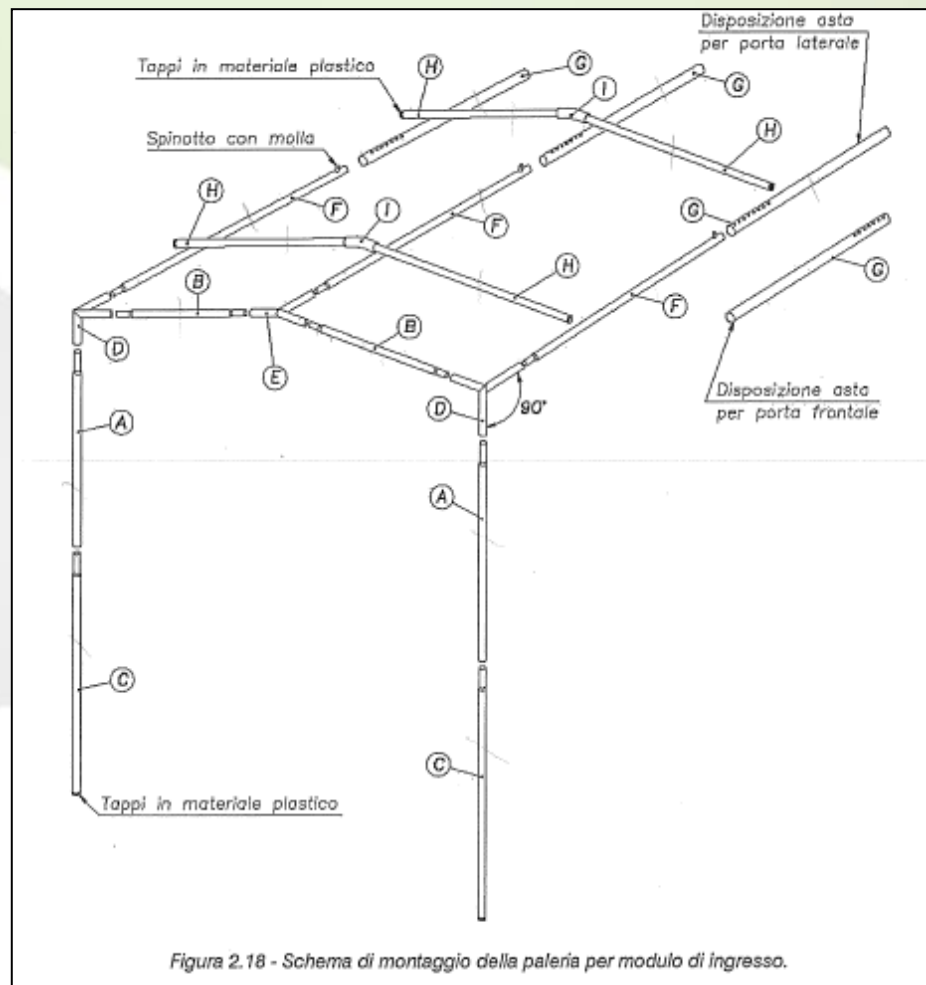 Disposizione asta
per porta laterale
Tappi in materiale plastico
H
G
I
G
Spinotto con molla
H
H
F
I
F
G
G
H
F
B
D
E
B
D
90°
Disposizione asta
per porta frontale
A
A
C
C
Tappi in materiale plastico
Figura 2.18 - Schema di montaggio della paleria per modulo di ingresso.